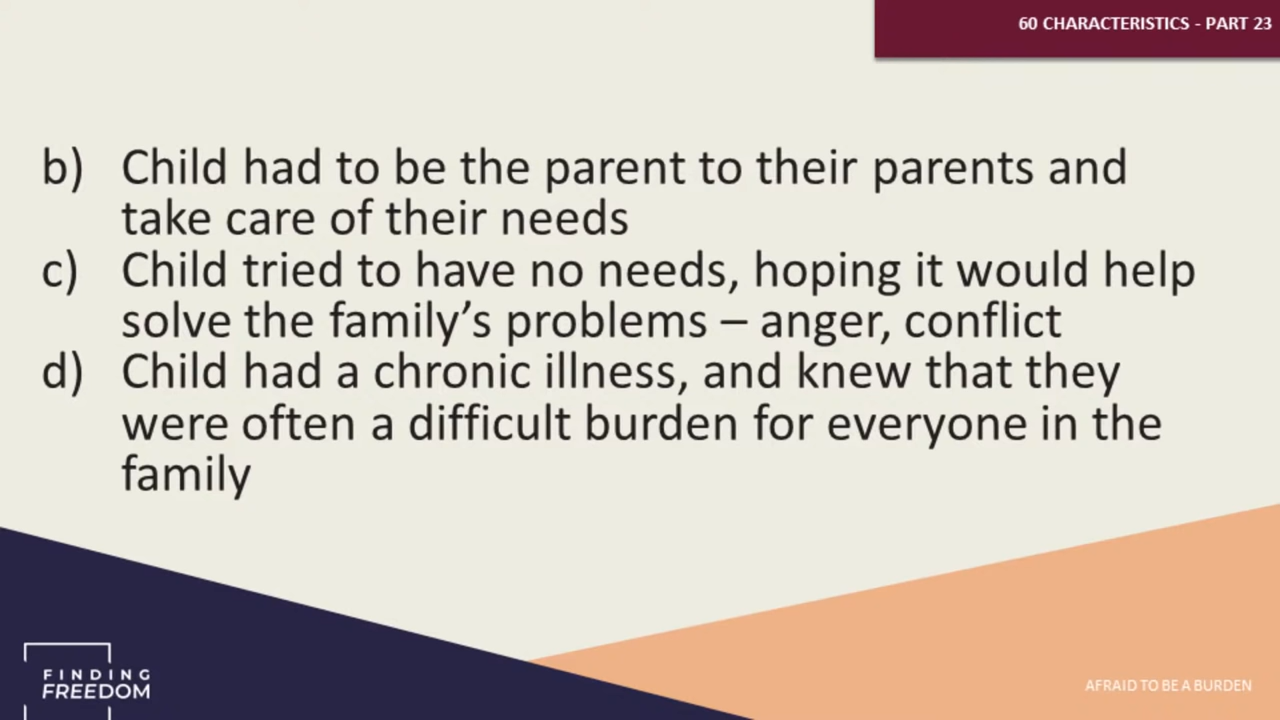 60 CHARACTERISTICS - PART 23
b) Child had to be the parent to their parents and
take care of their needs
c) Child tried to have no needs, hoping it would help
solve the family’s problems – anger, conflict
d) Child had a chronic illness, and knew that they
were often a difficult burden for everyone in the
family
FINDING
FREEDOM
AFRAID TO BE A BURDEN